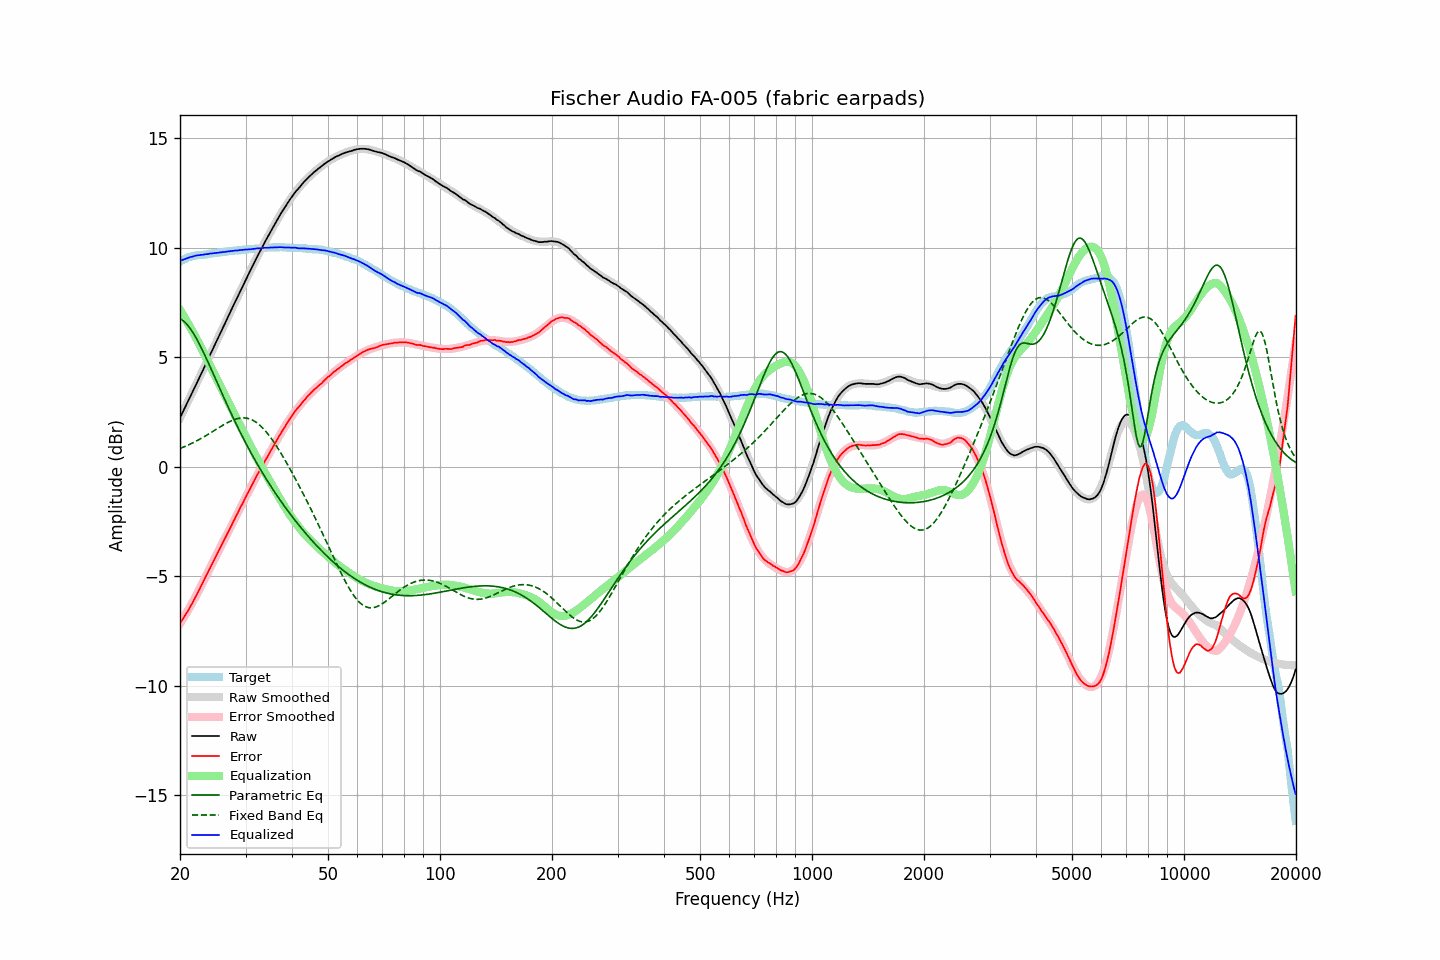 Fischer Audio FA-005 (fabric earpads)
Amplitude (dBr)
15
10
5
0
−5
−10
−15
Target
Raw Smoothed
Error Smoothed
Raw
Error
Equalization
Parametric Eq
Fixed Band Eq
Equalized
20 50 100 200 500 1000 2000 5000 10000 20000
Frequency (Hz)